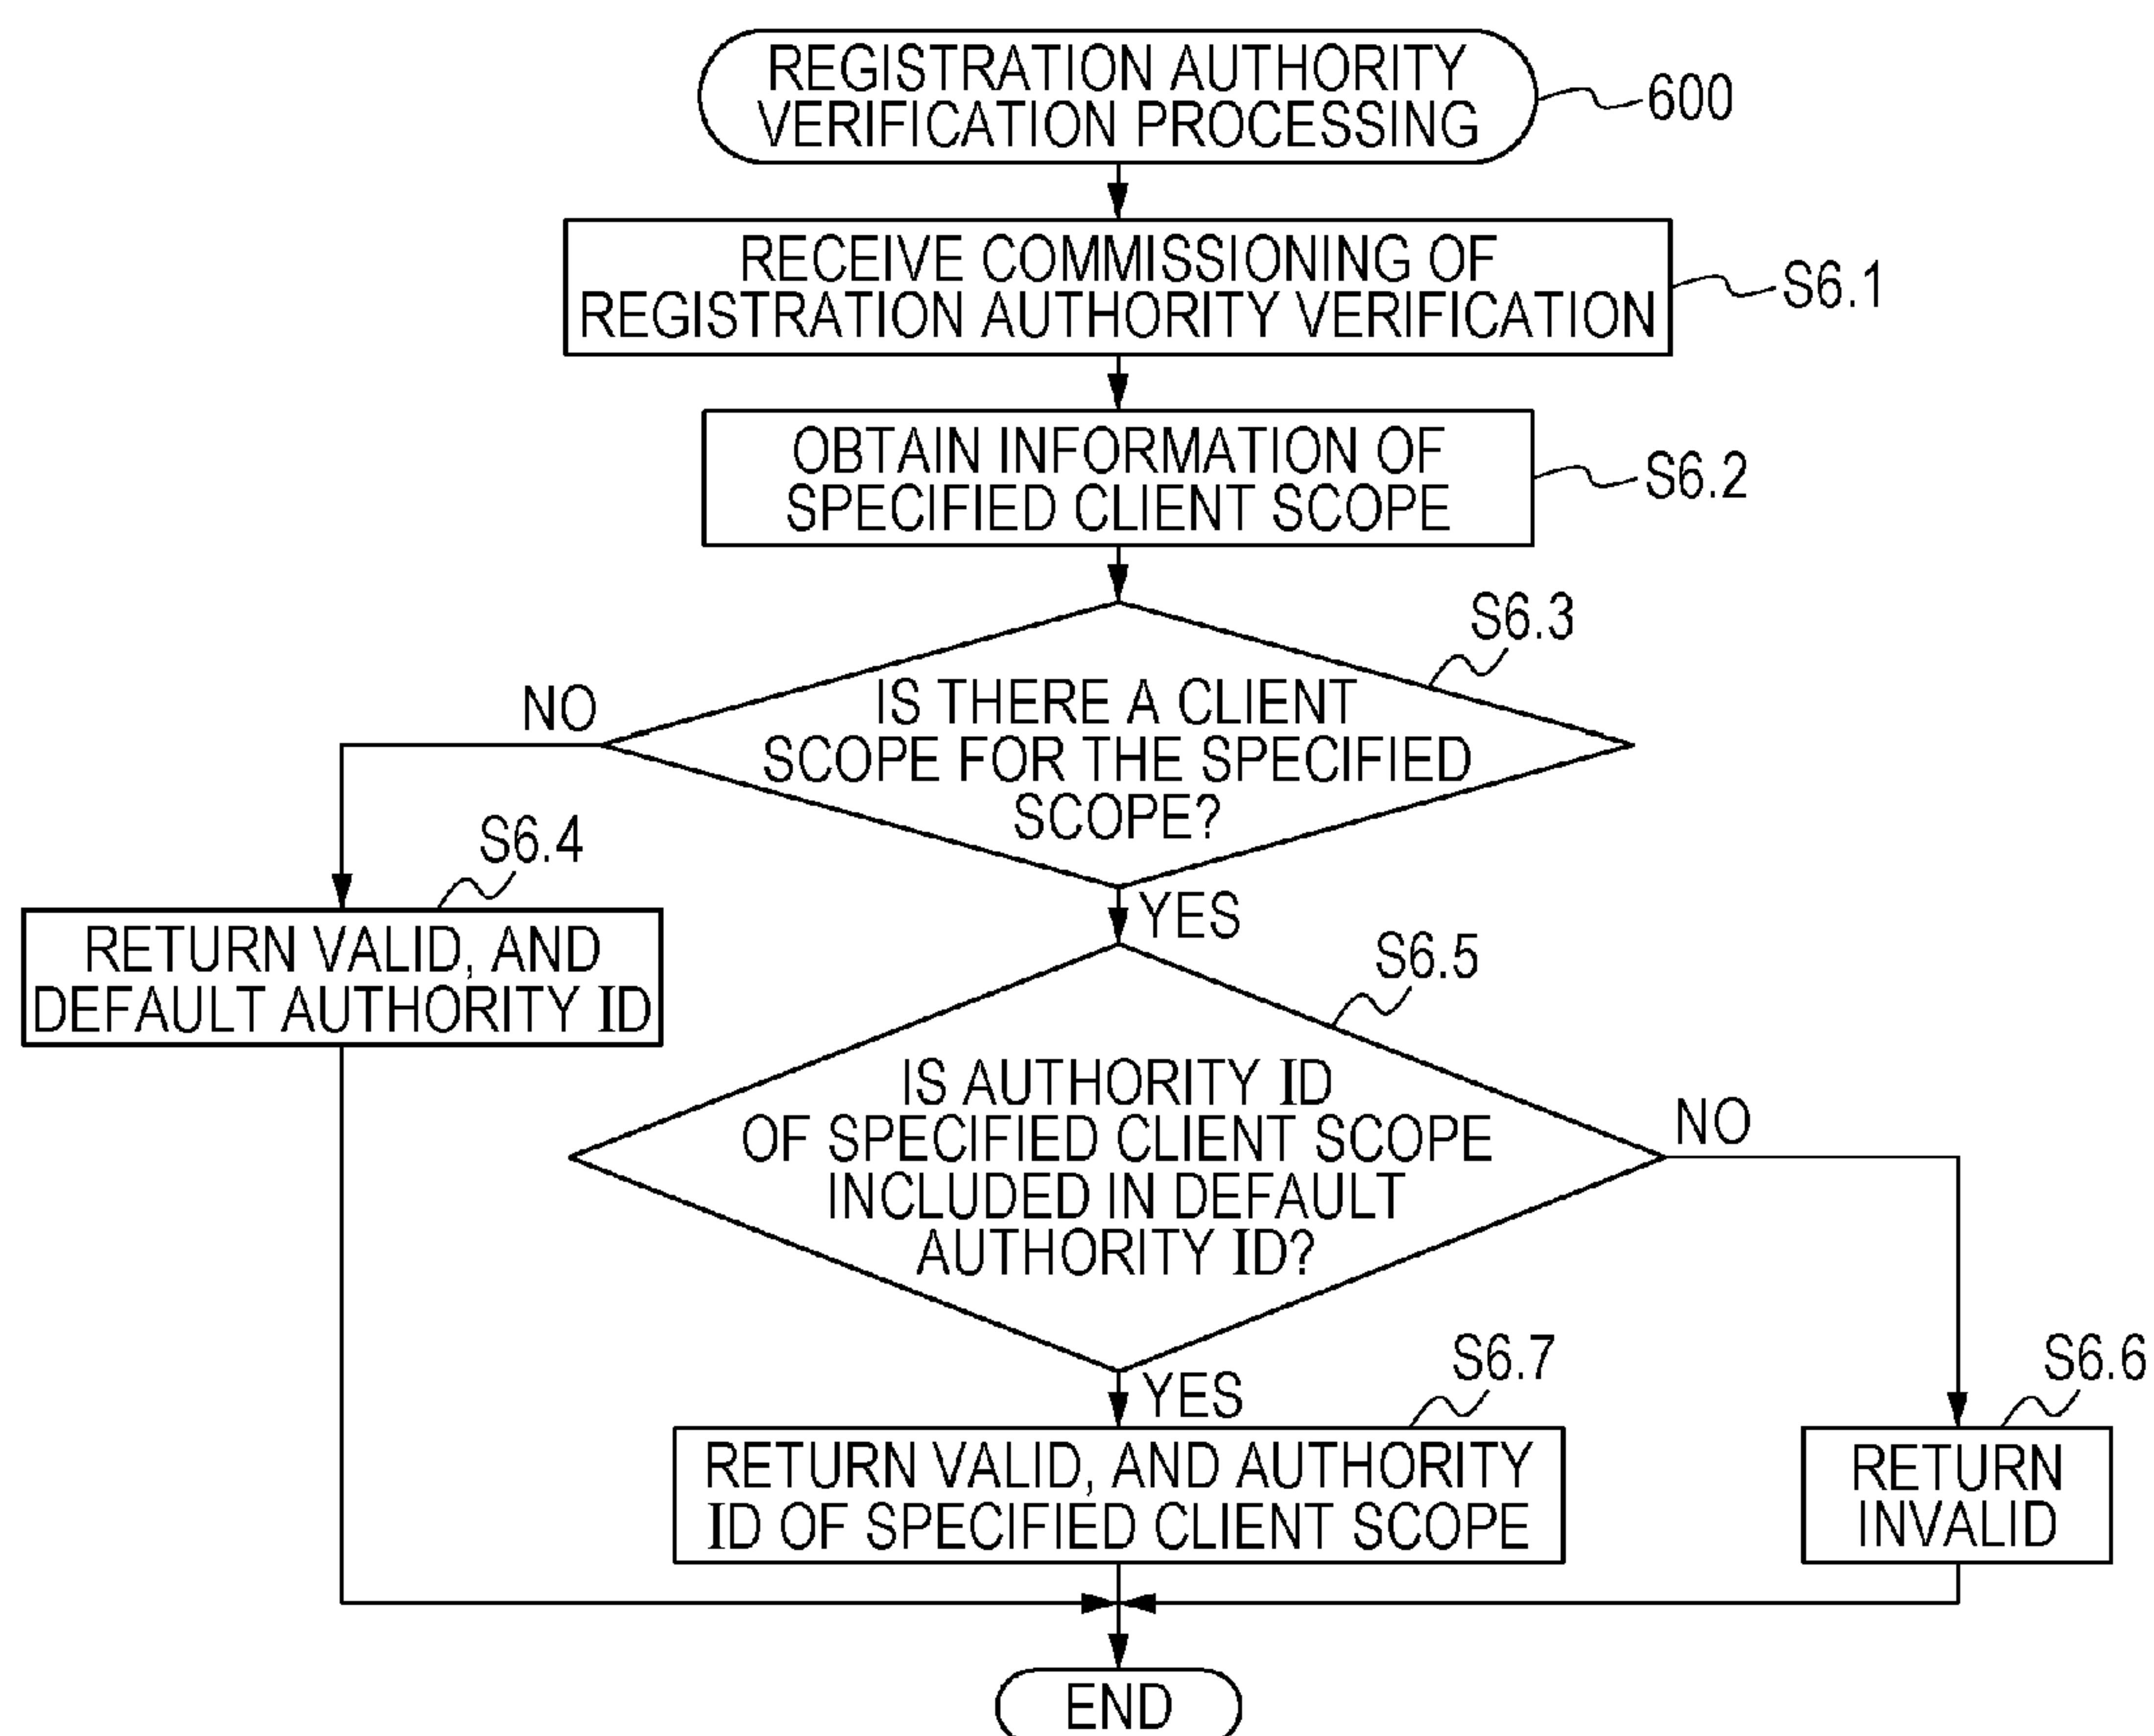 REGISTRATION AUTHORITY
VERIFICATION PROCESSING
600
RECEIVE COMMISSIONING OF
REGISTRATION AUTHORITY VERIFICATION
S6.1
OBTAIN INFORMATION OF
SPECIFIED CLIENT SCOPE
S6.2
S6.3
IS THERE A CLIENT
SCOPE FOR THE SPECIFIED
SCOPE?
NO
YES
S6.4
RETURN VALID, AND
DEFAULT AUTHORITY ID
S6.5
IS AUTHORITY ID
OF SPECIFIED CLIENT SCOPE
INCLUDED IN DEFAULT
AUTHORITY ID?
NO
YES
S6.7
RETURN VALID, AND AUTHORITY
ID OF SPECIFIED CLIENT SCOPE
S6.6
RETURN
INVALID
END